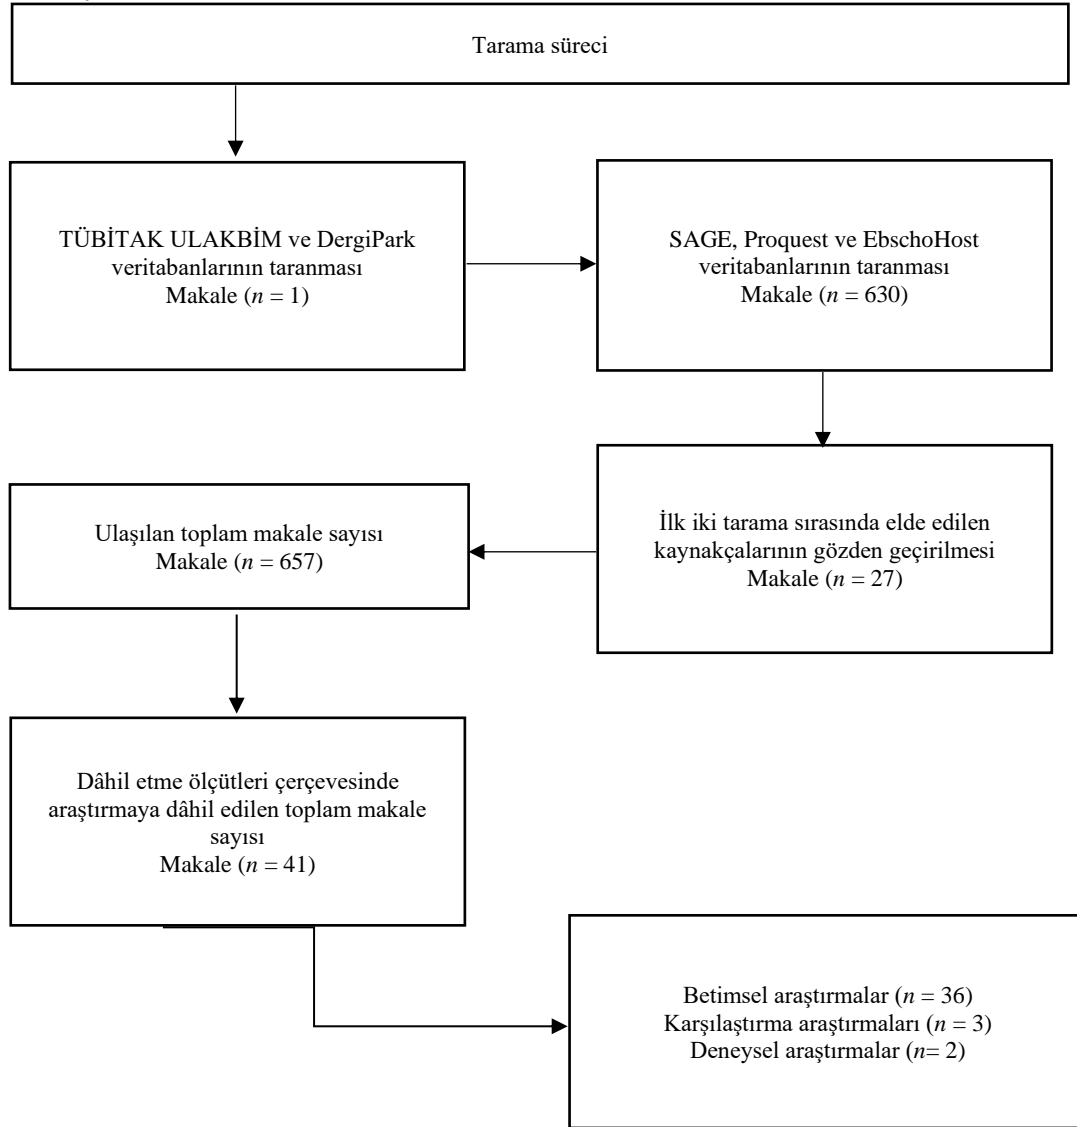 Tarama süreci
TÜBİTAK ULAKBİM ve DergiPark
veritabanlarının taranması
Makale (n = 1)
SAGE, Proquest ve EbschoHost
veritabanlarının taranması
Makale (n = 630)
İlk iki tarama sırasında elde edilen
kaynakçalarının gözden geçirilmesi
Makale (n = 27)
Ulaşılan toplam makale sayısı
Makale (n = 657)
Dâhil etme ölçütleri çerçevesinde
araştırmaya dâhil edilen toplam makale
sayısı
Makale (n = 41)
Betimsel araştırmalar (n = 36)
Karşılaştırma araştırmaları (n = 3)
Deneysel araştırmalar (n= 2)